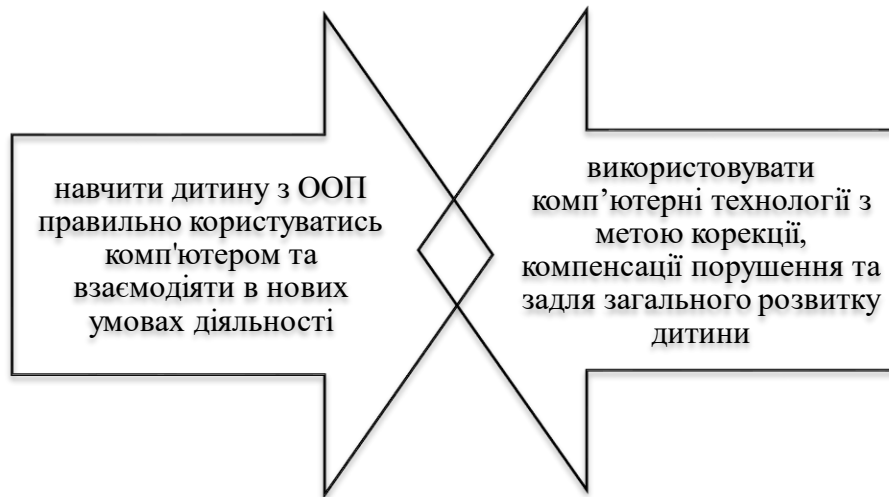 навчити дитину з ООП
правильно користуватись
комп'ютером та
взаємодіяти в нових
умовах діяльності
використовувати
комп’ютерні технології з
метою корекції,
компенсації порушення та
задля загального розвитку
дитини